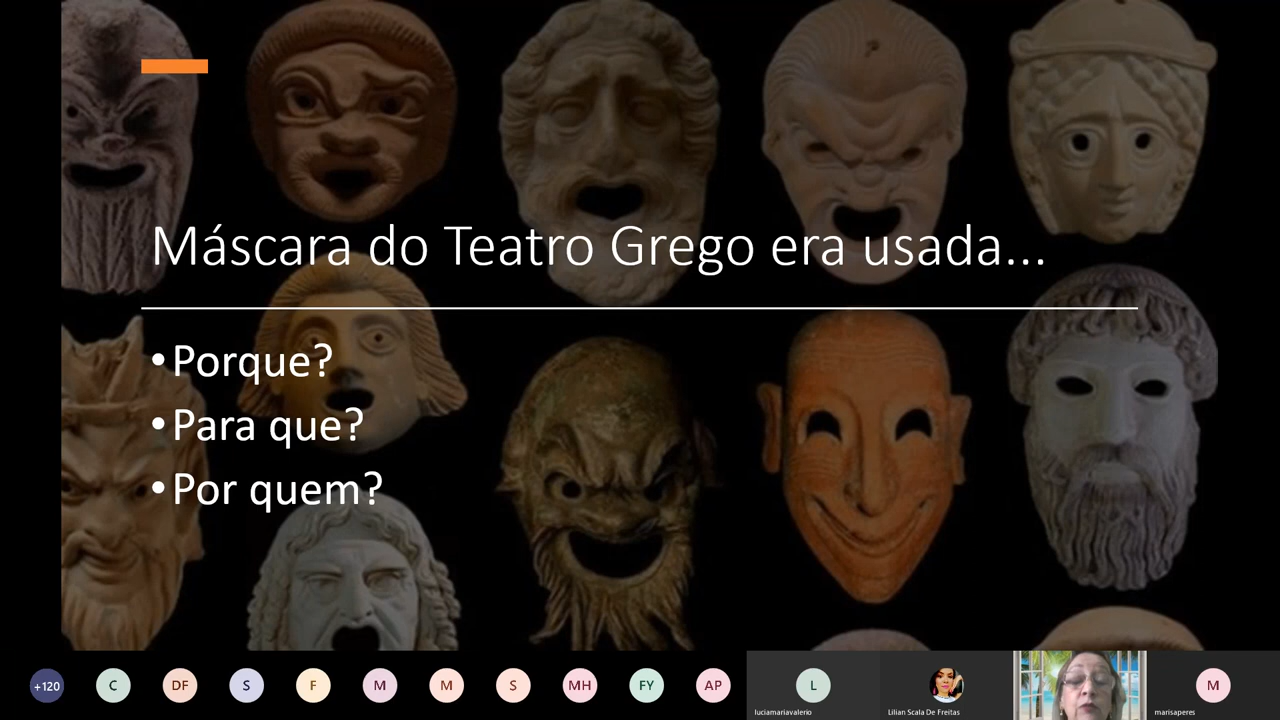 Máscara do Teatro Grego era usada...
•Porque?
•Para que?
•Por quem?
+120 C DF S F M M S MH FY AP L M
luciamariavalerio Lilian Scala De Freitas marisaperes